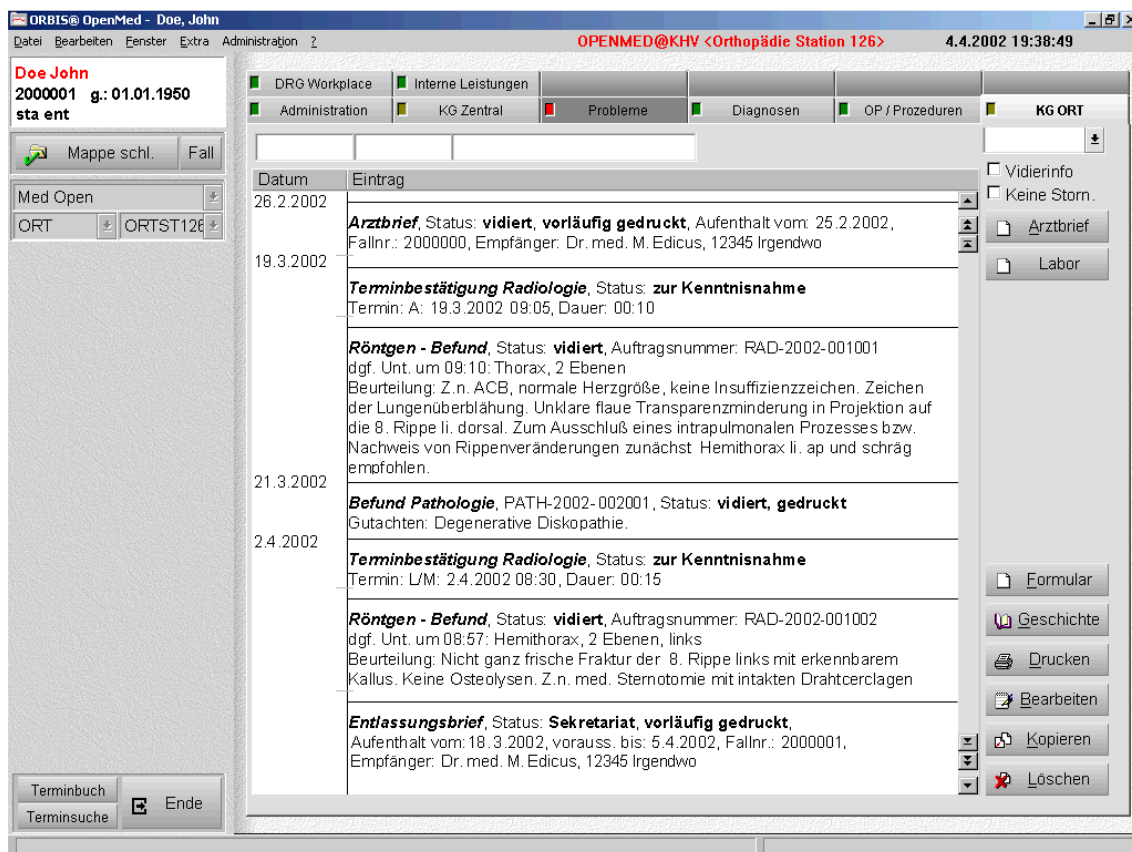 ORBIS® OpenMed - Doe, John
Datei Bearbeiten Fenster Extra Administration ? OPENMED@KHV <Orthopädie Station 126> 4.4.2002 19:38:49
Doe John
2000001 g.: 01.01.1950
sta ent
Mappe schl. Fall
Med Open
ORT ORTST126
DRG Workplace Interne Leistungen
Administration KG Zentral Probleme Diagnosen OP / Prozeduren KG ORT
Vidierinfo
Keine Storn.
Arztbrief
Labor
Datum Eintrag
26.2.2002
Arztbrief, Status: vidiert, vorläufig gedruckt, Aufenthalt vom: 25.2.2002,
Fallnr.: 2000000, Empfänger: Dr. med. M. Edicus, 12345 Irgendwo
19.3.2002
Terminbestätigung Radiologie, Status: zur Kenntnisnahme
Termin: A: 19.3.2002 09:05, Dauer: 00:10
Röntgen - Befund, Status: vidiert, Auftragsnummer: RAD-2002-001001
dgf. Unt. um 09:10: Thorax, 2 Ebenen
Beurteilung: Z.n. ACB, normale Herzgröße, keine Insuffizienzzeichen. Zeichen
der Lungenüberblähung. Unklare flaue Transparenzminderung in Projektion auf
die 8. Rippe li. dorsal. Zum Ausschluß eines intrapulmonalen Prozesses bzw.
Nachweis von Rippenveränderungen zunächst Hemithorax li. ap und schräg
empfohlen.
21.3.2002
Befund Pathologie, PATH-2002-002001, Status: vidiert, gedruckt
Gutachten: Degenerative Diskopathie.
2.4.2002
Terminbestätigung Radiologie, Status: zur Kenntnisnahme
Termin: L/M: 2.4.2002 08:30, Dauer: 00:15
Röntgen - Befund, Status: vidiert, Auftragsnummer: RAD-2002-001002
dgf. Unt. um 08:57: Hemithorax, 2 Ebenen, links
Beurteilung: Nicht ganz frische Fraktur der 8. Rippe links mit erkennbarem
Kallus. Keine Osteolysen. Z.n. med. Sternotomie mit intakten Drahtcerclagen
Entlassungsbrief, Status: Sekretariat, vorläufig gedruckt,
Aufenthalt vom: 18.3.2002, vorauss. bis: 5.4.2002, Fallnr.: 2000001,
Empfänger: Dr. med. M. Edicus, 12345 Irgendwo
Formular
Geschichte
Drucken
Bearbeiten
Kopieren
Löschen
Terminbuch
Terminsuche
Ende